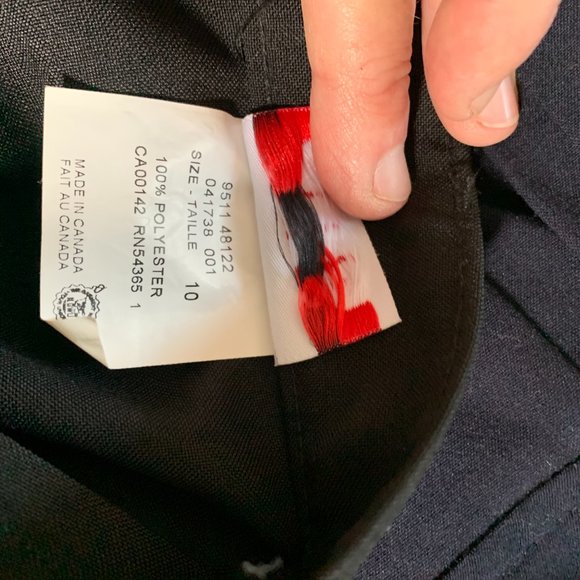 9511 48122
041738 001
SIZE - TAILLE 10
100% POLYESTER
CA00142 RN54365 1
MADE IN CANADA
FAIT AU CANADA